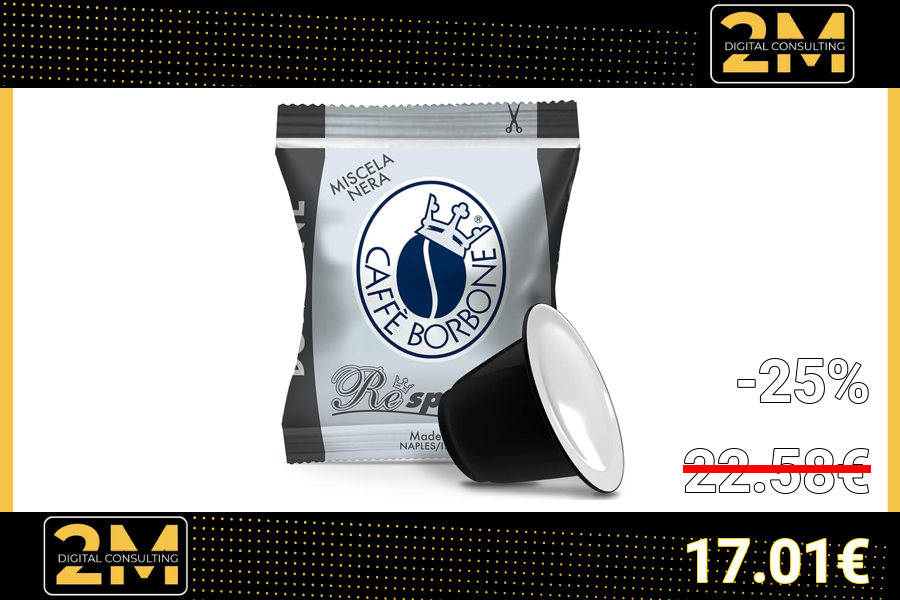 2M
DIGITAL CONSULTING
MISCELA
NERA
CAFFÈ BORBONE
®
Re
Made
NAPLES/I
-25%
22.58€
2M
DIGITAL CONSULTING
17.01€